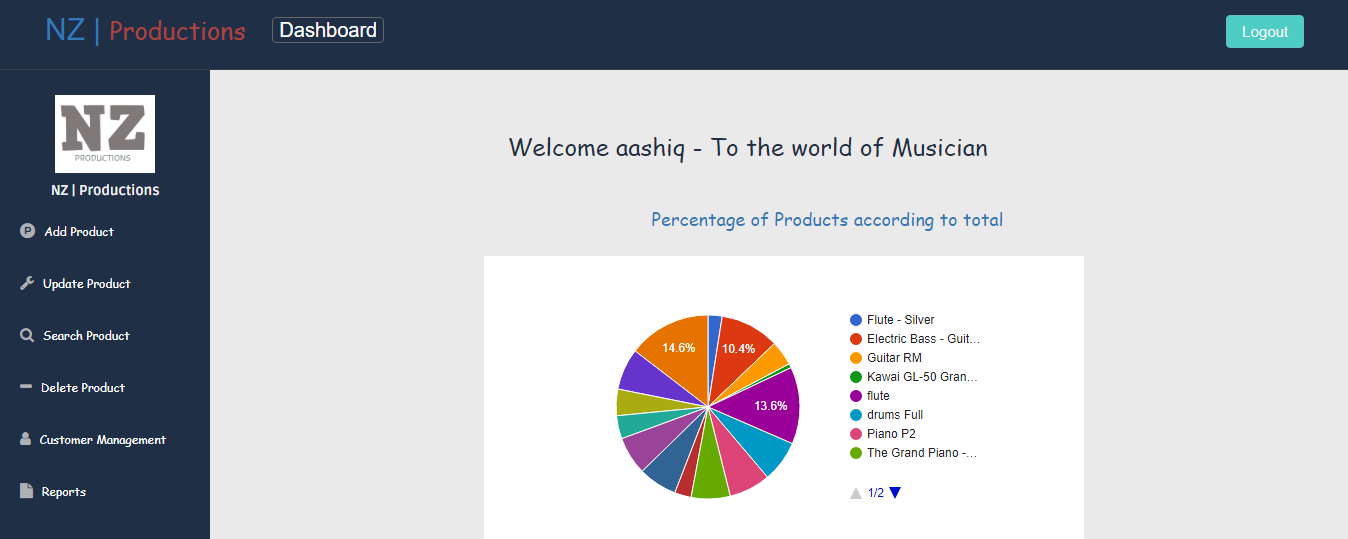 NZ | Productions
Dashboard
Logout
NZ
PRODUCTIONS
NZ | Productions
Add Product
Update Product
Search Product
Delete Product
Customer Management
Reports
Welcome aashiq - To the world of Musician
Percentage of Products according to total
14.6%
10.4%
13.6%
Flute - Silver
Electric Bass - Guit...
Guitar RM
Kawai GL-50 Gran...
flute
drums Full
Piano P2
The Grand Piano -...
1/2